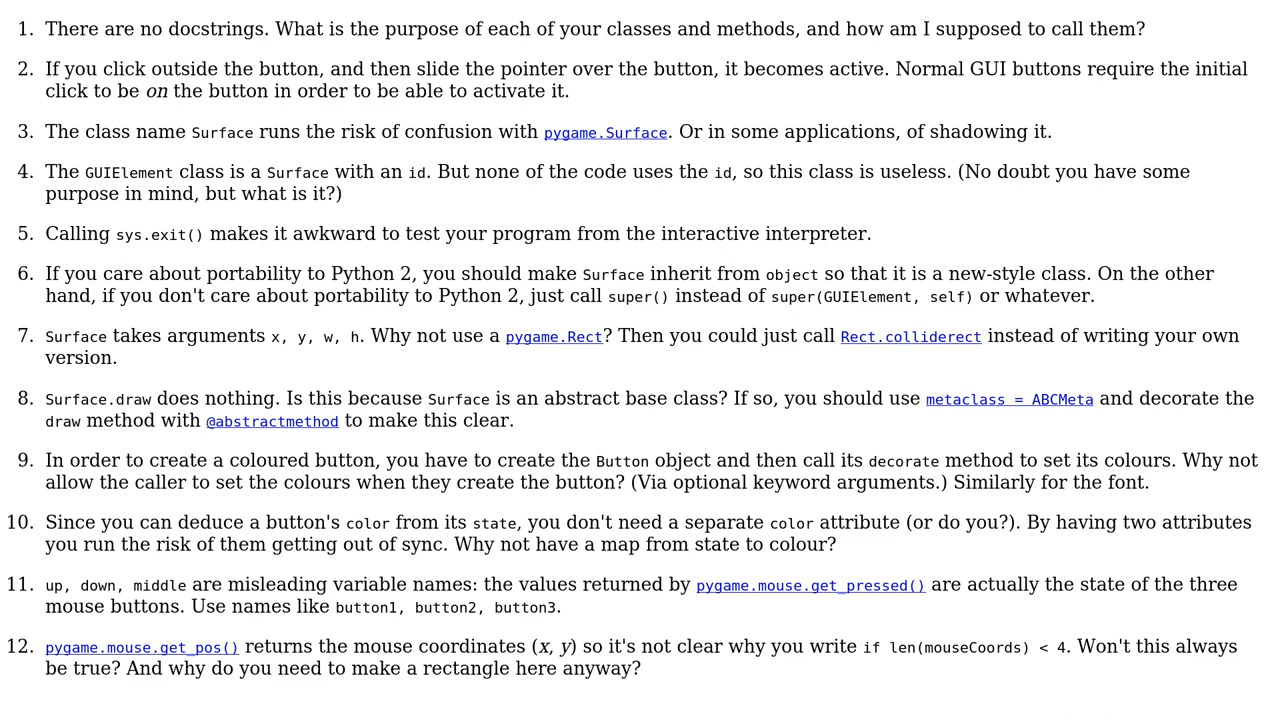 1. There are no docstrings. What is the purpose of each of your classes and methods, and how am I supposed to call them?
2. If you click outside the button, and then slide the pointer over the button, it becomes active. Normal GUI buttons require the initial
click to be on the button in order to be able to activate it.
3. The class name Surface runs the risk of confusion with pygame.Surface. Or in some applications, of shadowing it.
4. The GUIElement class is a Surface with an id. But none of the code uses the id, so this class is useless. (No doubt you have some
purpose in mind, but what is it?)
5. Calling sys.exit() makes it awkward to test your program from the interactive interpreter.
6. If you care about portability to Python 2, you should make Surface inherit from object so that it is a new-style class. On the other
hand, if you don't care about portability to Python 2, just call super() instead of super(GUIElement, self) or whatever.
7. Surface takes arguments x, y, w, h. Why not use a pygame.Rect? Then you could just call Rect.colliderect instead of writing your own
version.
8. Surface.draw does nothing. Is this because Surface is an abstract base class? If so, you should use metaclass = ABCMeta and decorate the
draw method with @abstractmethod to make this clear.
9. In order to create a coloured button, you have to create the Button object and then call its decorate method to set its colours. Why not
allow the caller to set the colours when they create the button? (Via optional keyword arguments.) Similarly for the font.
10. Since you can deduce a button's color from its state, you don't need a separate color attribute (or do you?). By having two attributes
you run the risk of them getting out of sync. Why not have a map from state to colour?
11. up, down, middle are misleading variable names: the values returned by pygame.mouse.get_pressed() are actually the state of the three
mouse buttons. Use names like button1, button2, button3.
12. pygame.mouse.get_pos() returns the mouse coordinates (x, y) so it's not clear why you write if len(mouseCoords) < 4. Won't this always
be true? And why do you need to make a rectangle here anyway?